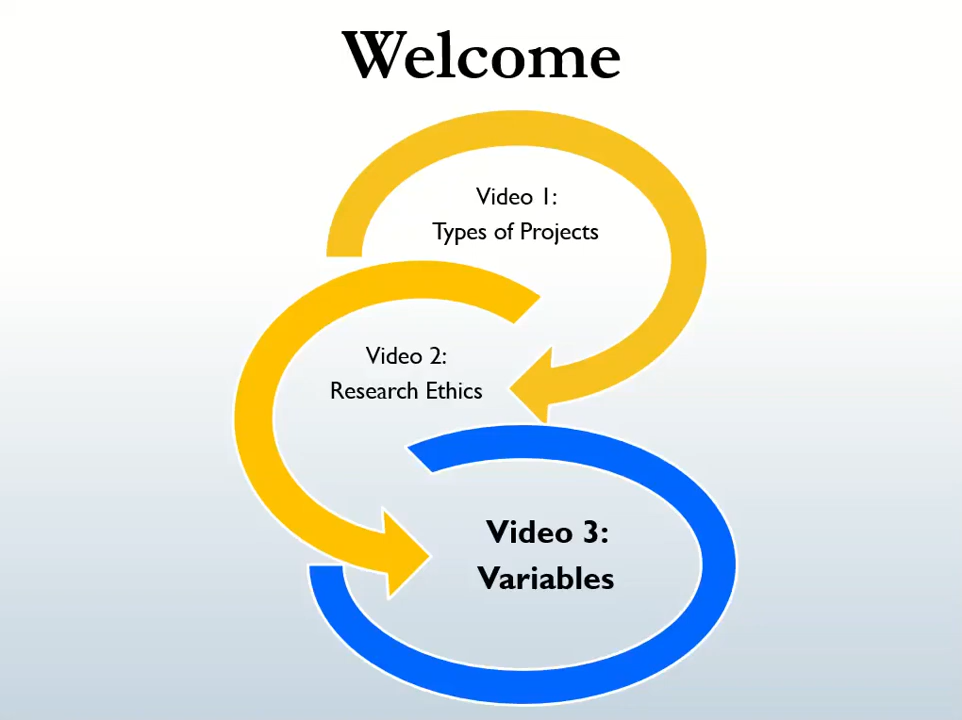 Welcome
Video 1:
Types of Projects
Video 2:
Research Ethics
Video 3:
Variables